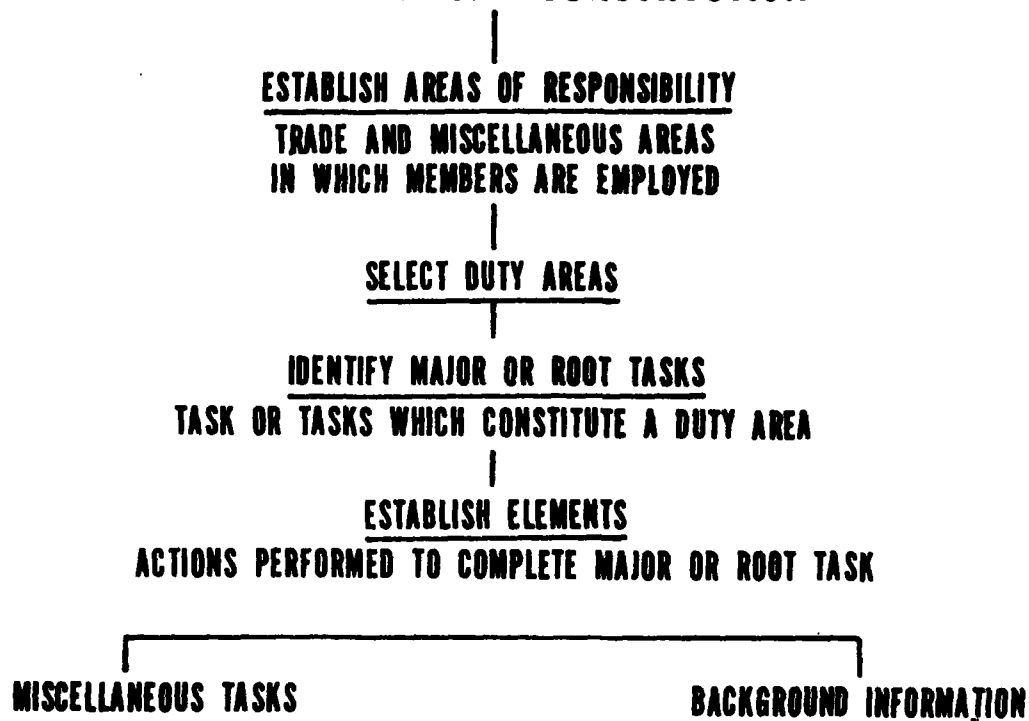 ESTABLISH AREAS OF RESPONSIBILITY
TRADE AND MISCELLANEOUS AREAS
IN WHICH MEMBERS ARE EMPLOYED
SELECT DUTY AREAS
IDENTIFY MAJOR OR ROOT TASKS
TASK OR TASKS WHICH CONSTITUTE A DUTY AREA
ESTABLISH ELEMENTS
ACTIONS PERFORMED TO COMPLETE MAJOR OR ROOT TASK
MISCELLANEOUS TASKS
BACKGROUND INFORMATION